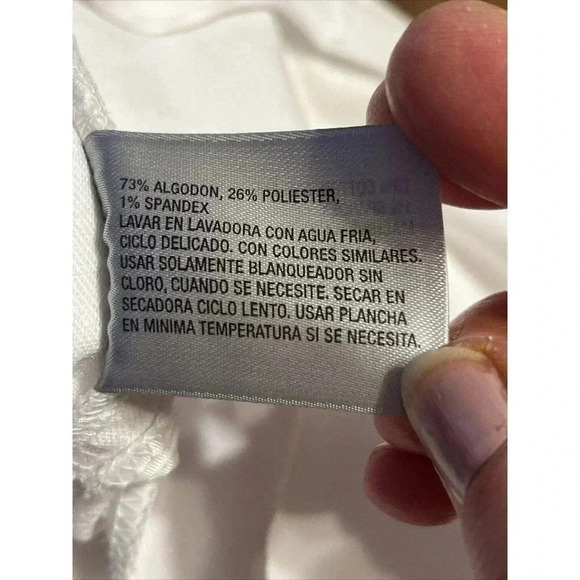 73% ALGODON, 26% POLIESTER,
1% SPANDEX
LAVAR EN LAVADORA CON AGUA FRIA,
CICLO DELICADO. CON COLORES SIMILARES.
USAR SOLAMENTE BLANQUEADOR SIN
CLORO, CUANDO SE NECESITE. SECAR EN
SECADORA CICLO LENTO. USAR PLANCHA
EN MINIMA TEMPERATURA SI SE NECESITA.